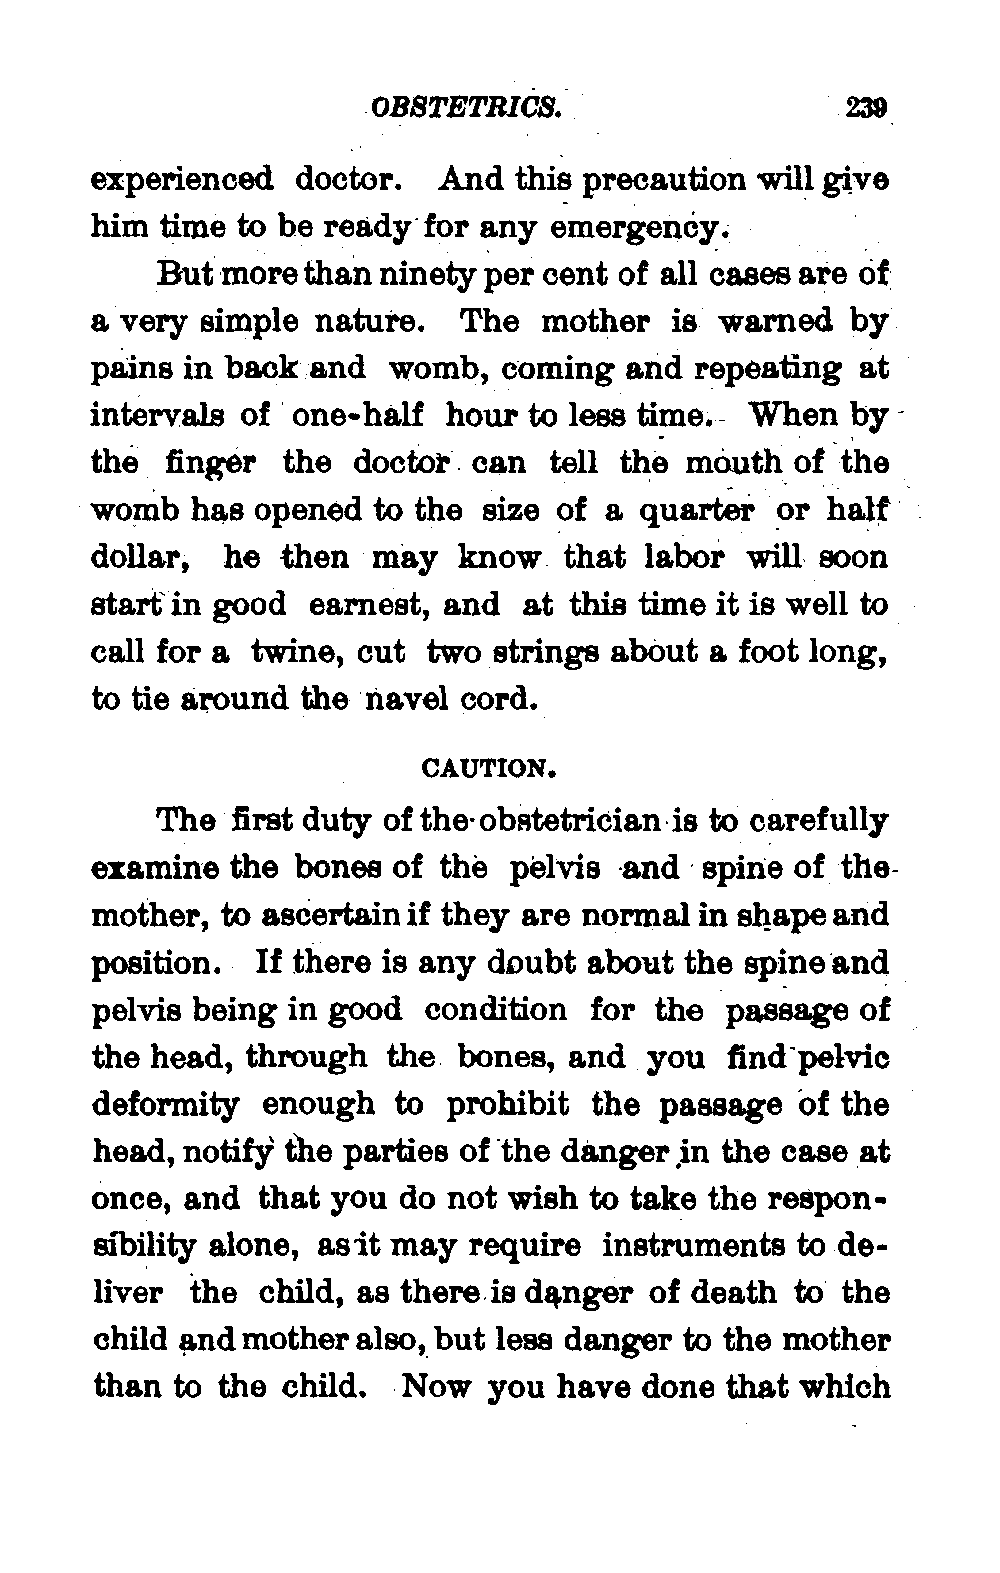 OBSTETRICS. 239
experienced doctor. And this precaution will give
him time to be ready for any emergency.
But more than ninety per cent of all cases are of
a very simple nature. The mother is warned by
pains in back and womb, coming and repeating at
intervals of one-half hour to less time. When by
the finger the doctor can tell the mouth of the
womb has opened to the size of a quarter or half
dollar, he then may know that labor will soon
start in good earnest, and at this time it is well to
call for a twine, cut two strings about a foot long,
to tie around the navel cord.
CAUTION.
The first duty of the obstetrician is to carefully
examine the bones of the pelvis and spine of the
mother, to ascertain if they are normal in shape and
position. If there is any doubt about the spine and
pelvis being in good condition for the passage of
the head, through the bones, and you find pelvic
deformity enough to prohibit the passage of the
head, notify the parties of the danger in the case at
once, and that you do not wish to take the respon-
sibility alone, as it may require instruments to de-
liver the child, as there is danger of death to the
child and mother also, but less danger to the mother
than to the child. Now you have done that which